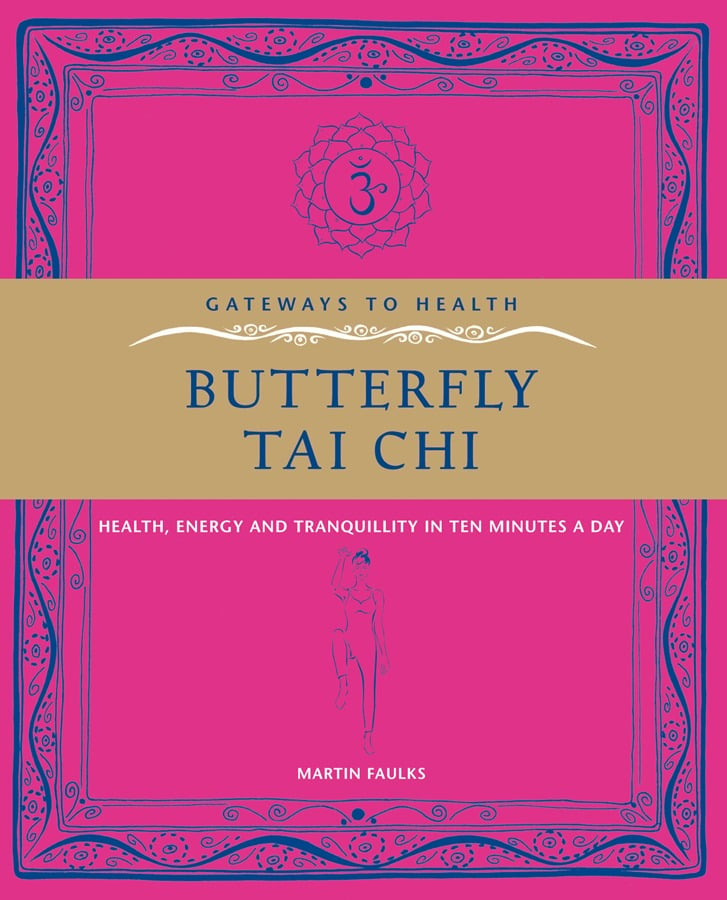 ॐ
GATEWAYS TO HEALTH
BUTTERFLY
TAI CHI
HEALTH, ENERGY AND TRANQUILLITY IN TEN MINUTES A DAY
MARTIN FAULKS